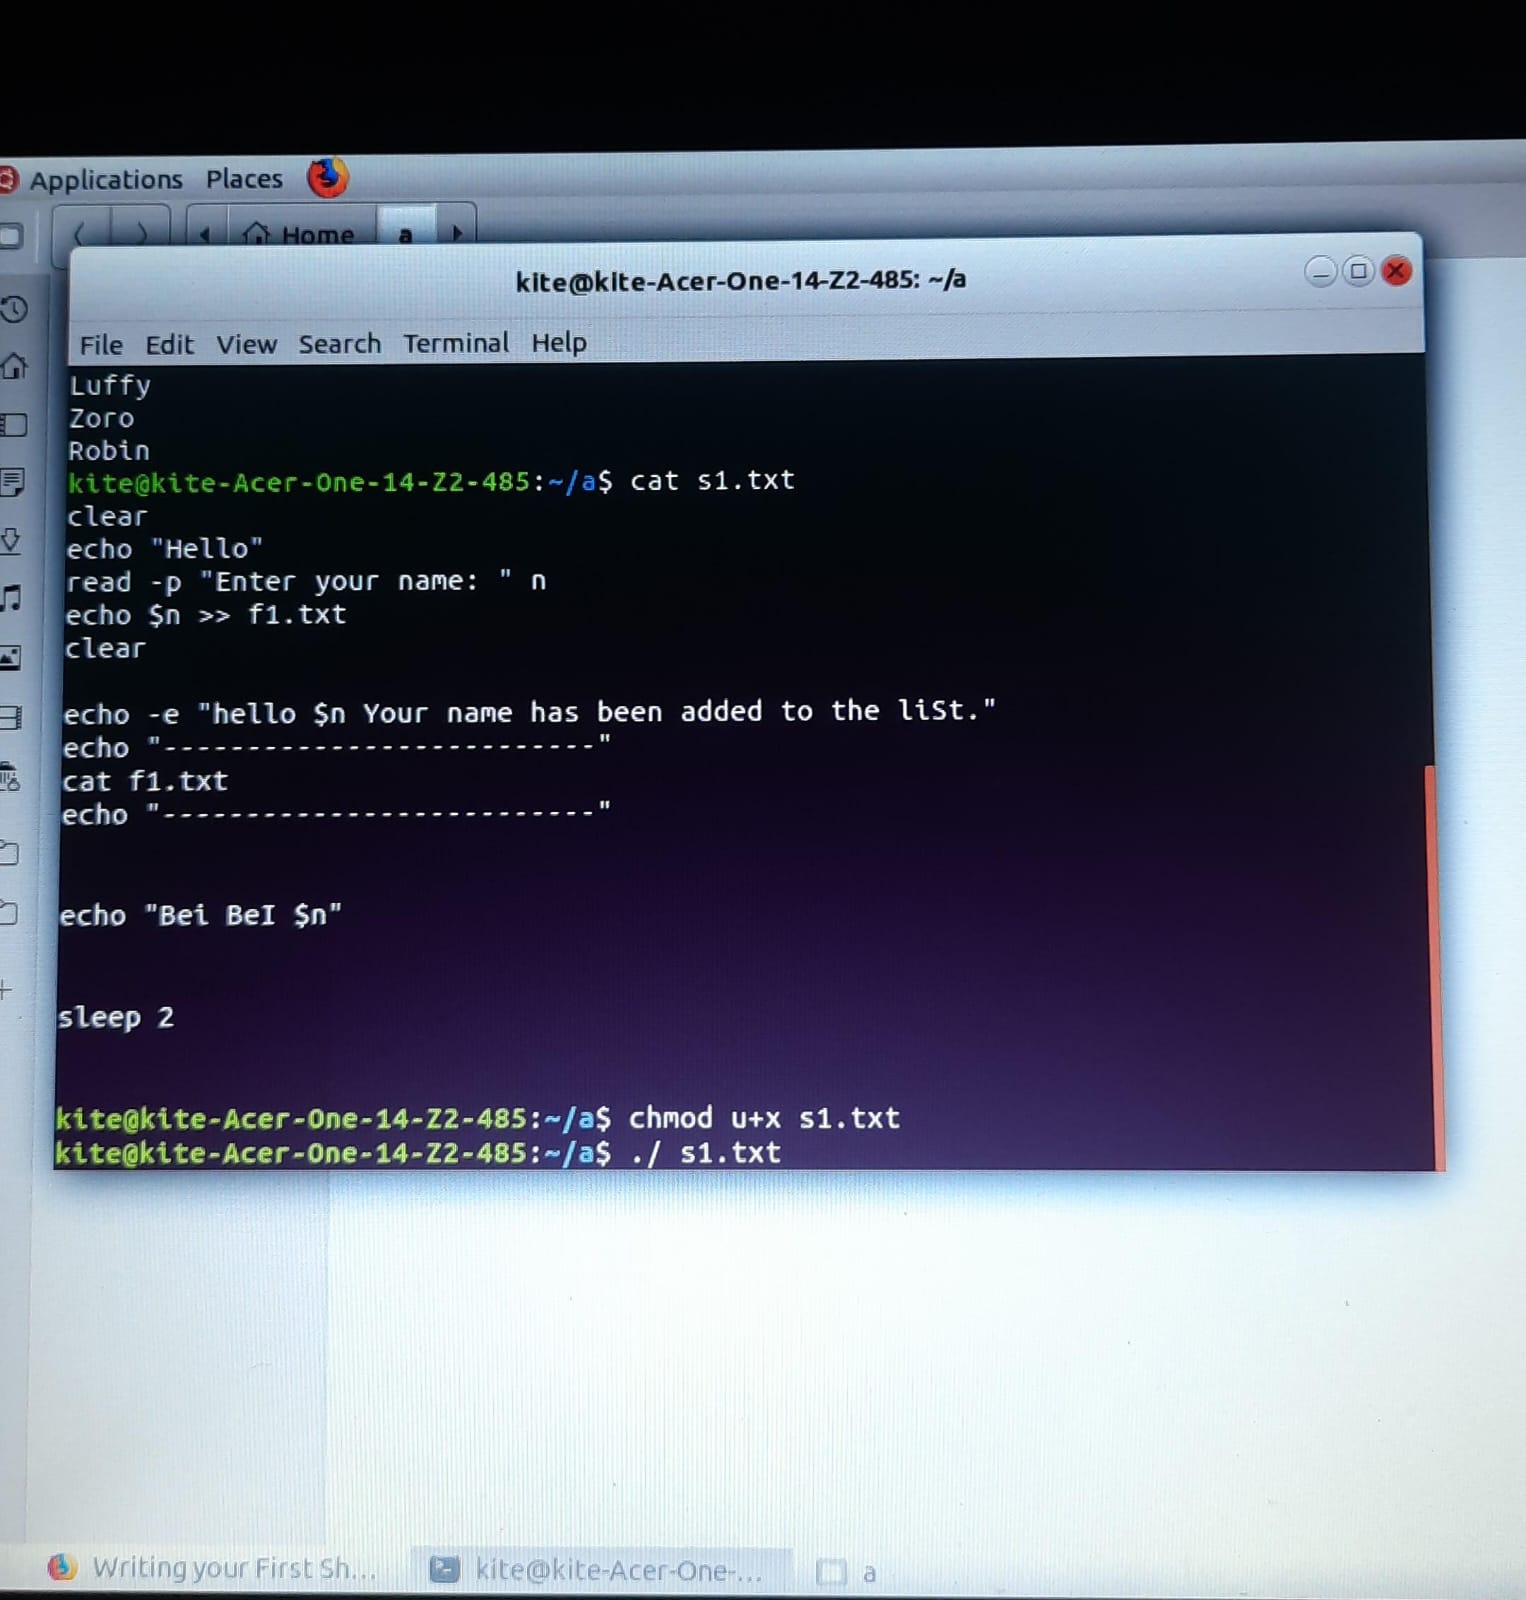 Applications Places
Home a
kite@kite-Acer-One-14-Z2-485: ~/a
File Edit View Search Terminal Help
Luffy
Zoro
Robin
kite@kite-Acer-One-14-Z2-485:~/a$ cat s1.txt
clear
echo "Hello"
read -p "Enter your name: " n
echo $n >> f1.txt
clear
echo -e "hello $n Your name has been added to the liSt."
echo "--------------------------"
cat f1.txt
echo "--------------------------"
echo "Bei BeI $n"
sleep 2
kite@kite-Acer-One-14-Z2-485:~/a$ chmod u+x s1.txt
kite@kite-Acer-One-14-Z2-485:~/a$ ./ s1.txt
Writing your First Sh... kite@kite-Acer-One-... a